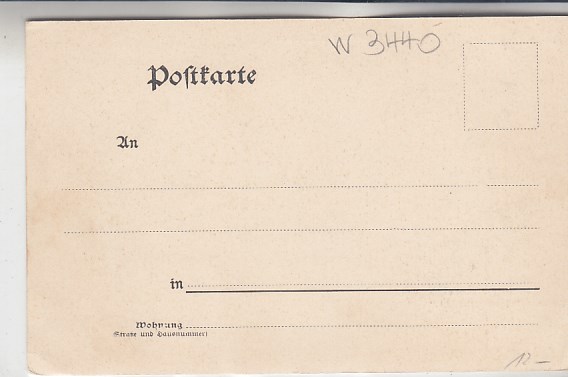 W 3440
Postkarte
An
in
Wohnung
(Straße und Hausnummer)
12 –